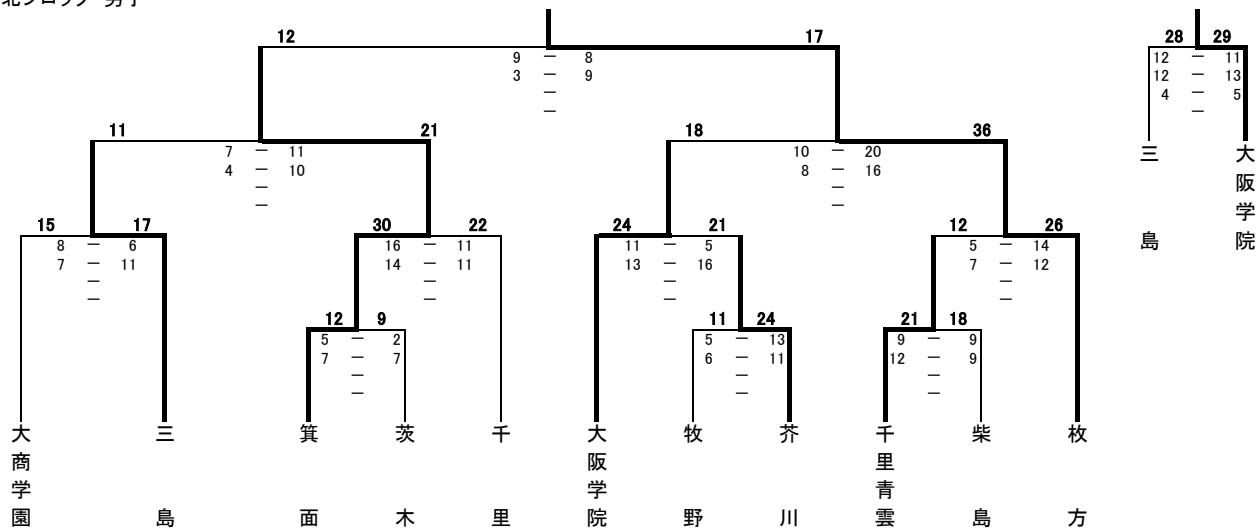 北ブロック 男子
12 17
9 － 8
3 － 9
－
－
28 29
12 － 11
12 － 13
4 － 5
－
三島
大阪学院
11 21
7 － 11
4 － 10
－
－
18 36
10 － 20
8 － 16
－
－
15 17
8 － 6
7 － 11
－
－
30 22
16 － 11
14 － 11
－
－
24 21
11 － 5
13 － 16
－
－
12 26
5 － 14
7 － 12
－
－
12 9
5 － 2
7 － 7
－
－
11 24
5 － 13
6 － 11
－
－
21 18
9 － 9
12 － 9
－
－
大商学園
三島
箕面
茨木
千里
大阪学院
牧野
芥川
千里青雲
柴島
枚方